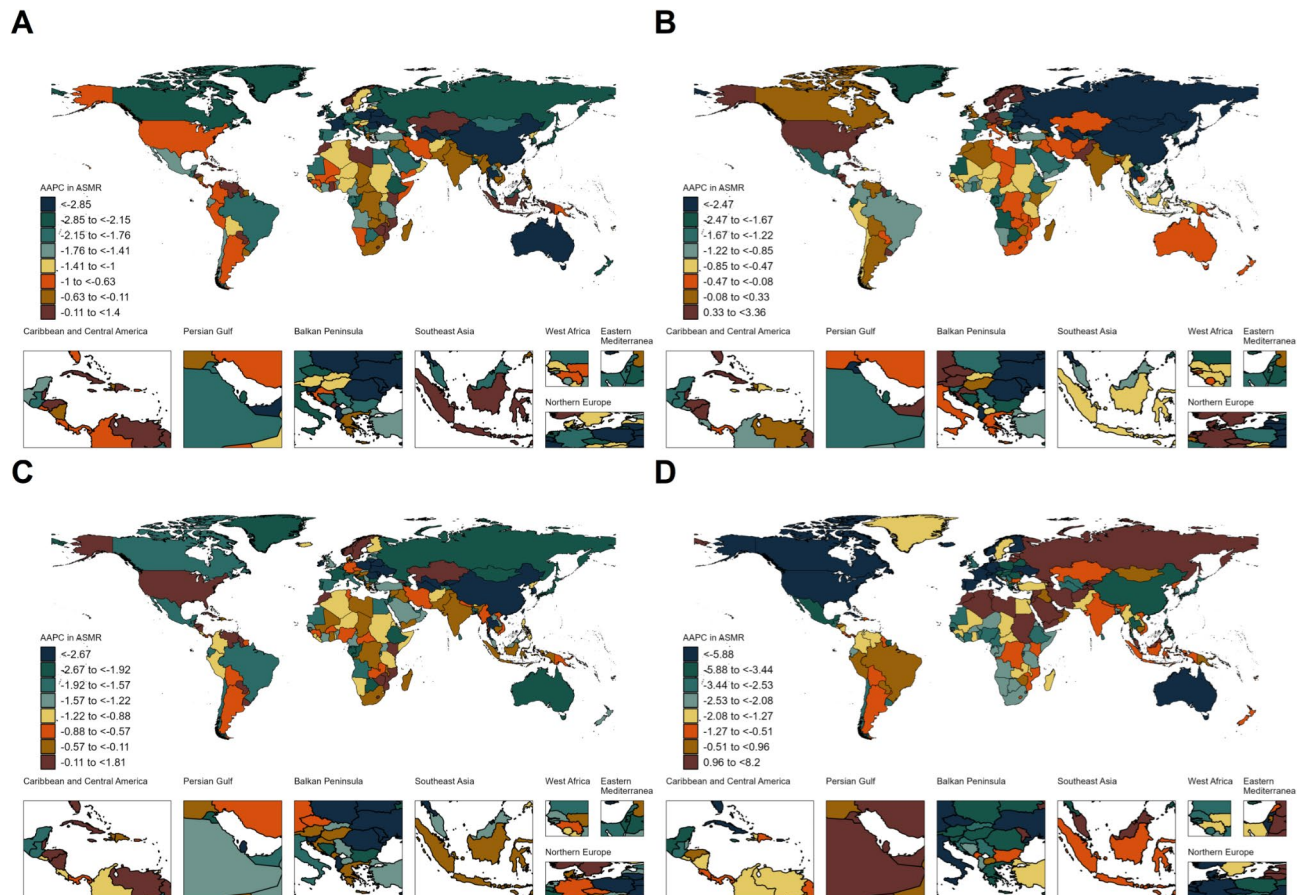 A
B
AAPC in ASMR
<-2.85
-2.85 to <-2.15
-2.15 to <-1.76
-1.76 to <-1.41
-1.41 to <-1
-1 to <-0.63
-0.63 to <-0.11
-0.11 to <1.4
AAPC in ASMR
<-2.47
-2.47 to <-1.67
-1.67 to <-1.22
-1.22 to <-0.85
-0.85 to <-0.47
-0.47 to <-0.08
-0.08 to <0.33
0.33 to <3.36
Caribbean and Central America
Persian Gulf
Balkan Peninsula
Southeast Asia
West Africa
Eastern
Mediterranea
Northern Europe
Caribbean and Central America
Persian Gulf
Balkan Peninsula
Southeast Asia
West Africa
Eastern
Mediterranea
Northern Europe
C
D
AAPC in ASMR
<-2.67
-2.67 to <-1.92
-1.92 to <-1.57
-1.57 to <-1.22
-1.22 to <-0.88
-0.88 to <-0.57
-0.57 to <-0.11
-0.11 to <1.81
AAPC in ASMR
<-5.88
-5.88 to <-3.44
-3.44 to <-2.53
-2.53 to <-2.08
-2.08 to <-1.27
-1.27 to <-0.51
-0.51 to <0.96
0.96 to <8.2
Caribbean and Central America
Persian Gulf
Balkan Peninsula
Southeast Asia
West Africa
Eastern
Mediterranea
Northern Europe
Caribbean and Central America
Persian Gulf
Balkan Peninsula
Southeast Asia
West Africa
Eastern
Mediterranea
Northern Europe